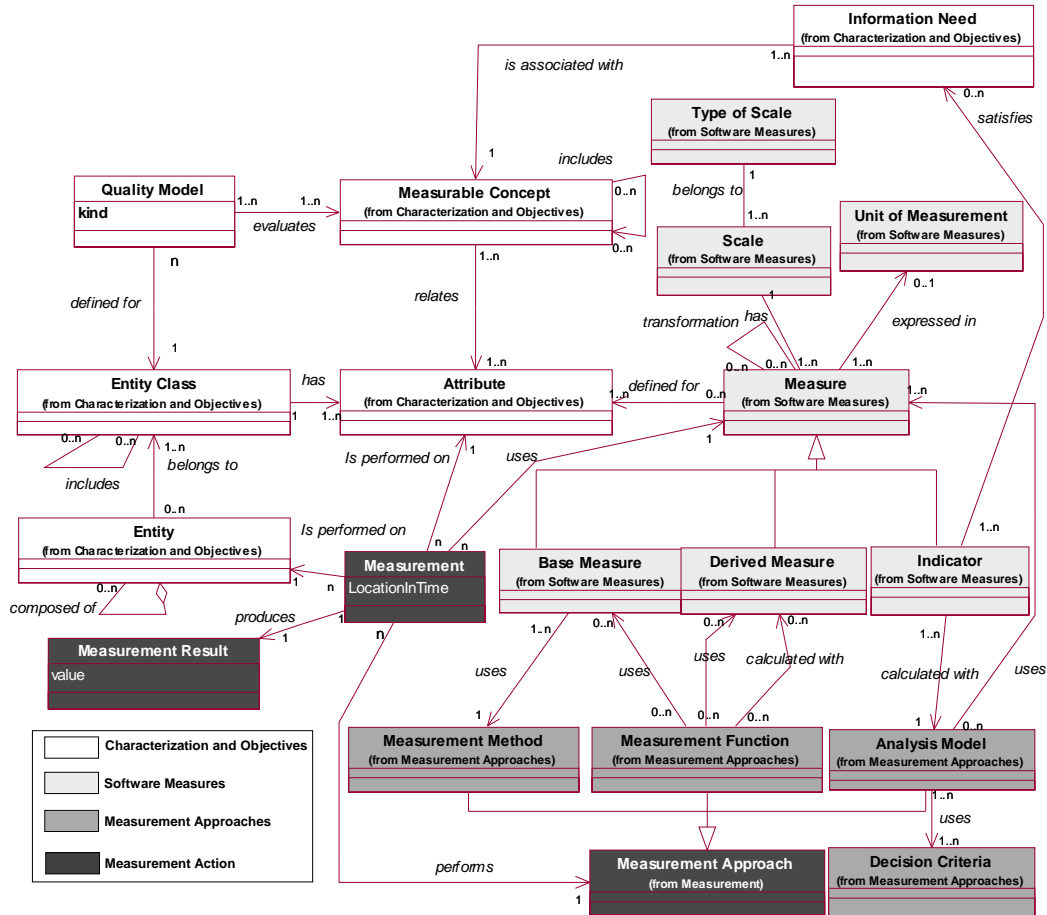 Information Need
(from Characterization and Objectives)
1..n
0..n
is associated with
satisfies
Type of Scale
(from Software Measures)
1
includes
1
belongs to
Quality Model
kind
1..n
1..n
evaluates
n
Measurable Concept
(from Characterization and Objectives)
0..n
0..n
1..n
1..n
Scale
(from Software Measures)
1
Unit of Measurement
(from Software Measures)
0..1
defined for
relates
transformation
has
expressed in
1
1..n
0..n
0..n
1..n
1..n
Entity Class
(from Characterization and Objectives)
has
1
1..n
Attribute
(from Characterization and Objectives)
defined for
1..n
0..n
Measure
(from Software Measures)
1..n
0..n
0..n
1..n
belongs to
includes
Is performed on
1
uses
1
0..n
Entity
(from Characterization and Objectives)
Is performed on
n
n
1..n
0..n
1
n
composed of
Measurement
LocationInTime
Base Measure
(from Software Measures)
Derived Measure
(from Software Measures)
Indicator
(from Software Measures)
produces
1
1
n
Measurement Result
value
1..n
0..n
0..n
0..n
1..n
uses
uses
uses
calculated with
calculated with
uses
1
0..n
0..n
0..n
1
0..n
Measurement Method
(from Measurement Approaches)
Measurement Function
(from Measurement Approaches)
Analysis Model
(from Measurement Approaches)
Characterization and Objectives
Software Measures
Measurement Approaches
Measurement Action
1..n
uses
1..n
performs
1
Measurement Approach
(from Measurement)
Decision Criteria
(from Measurement Approaches)